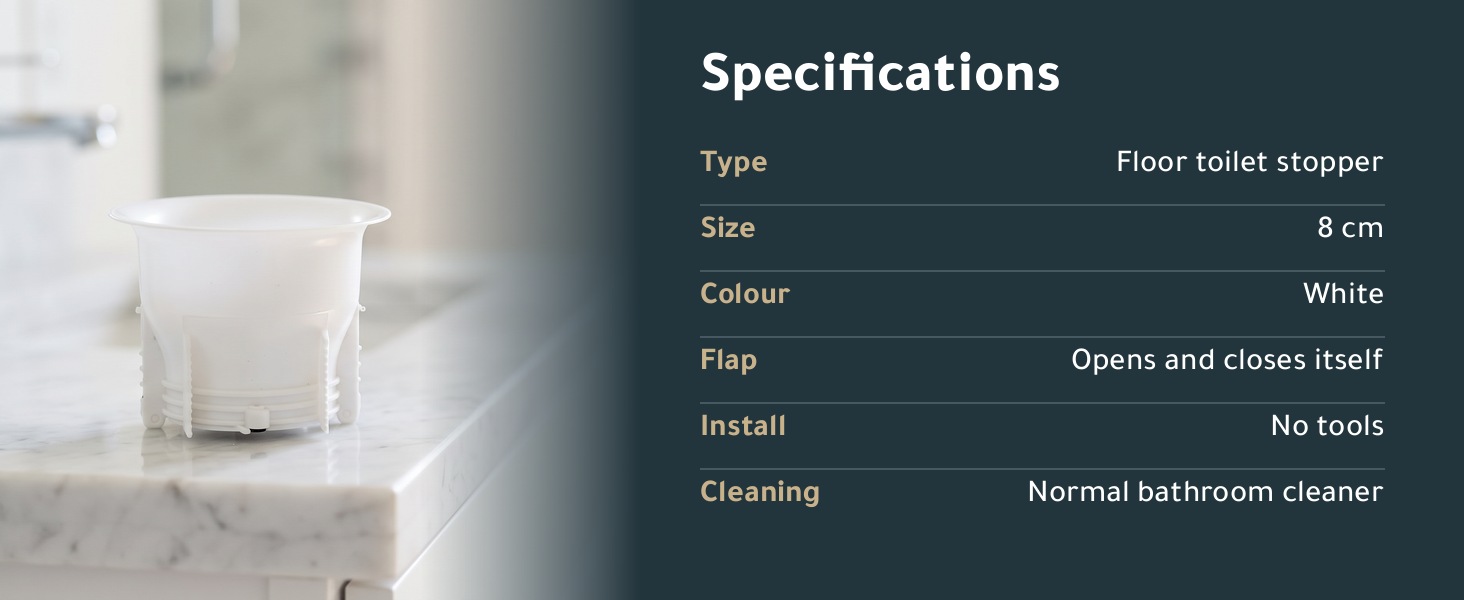 Specifications
Type Floor toilet stopper
Size 8 cm
Colour White
Flap Opens and closes itself
Install No tools
Cleaning Normal bathroom cleaner